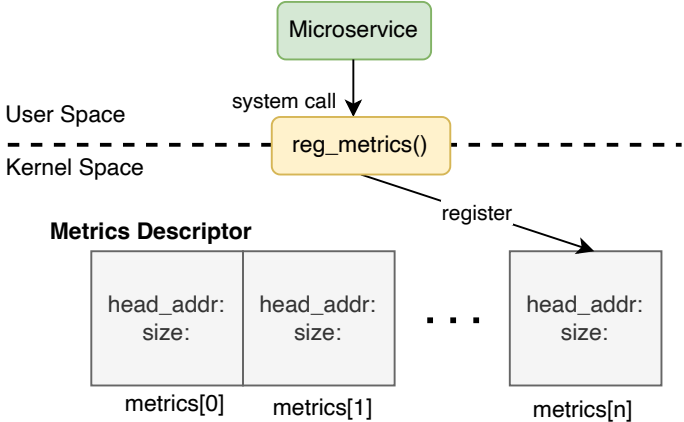 Microservice
system call
User Space
reg_metrics()
Kernel Space
register
Metrics Descriptor
head_addr:
size:
head_addr:
size:
. . .
head_addr:
size:
metrics[0]
metrics[1]
metrics[n]